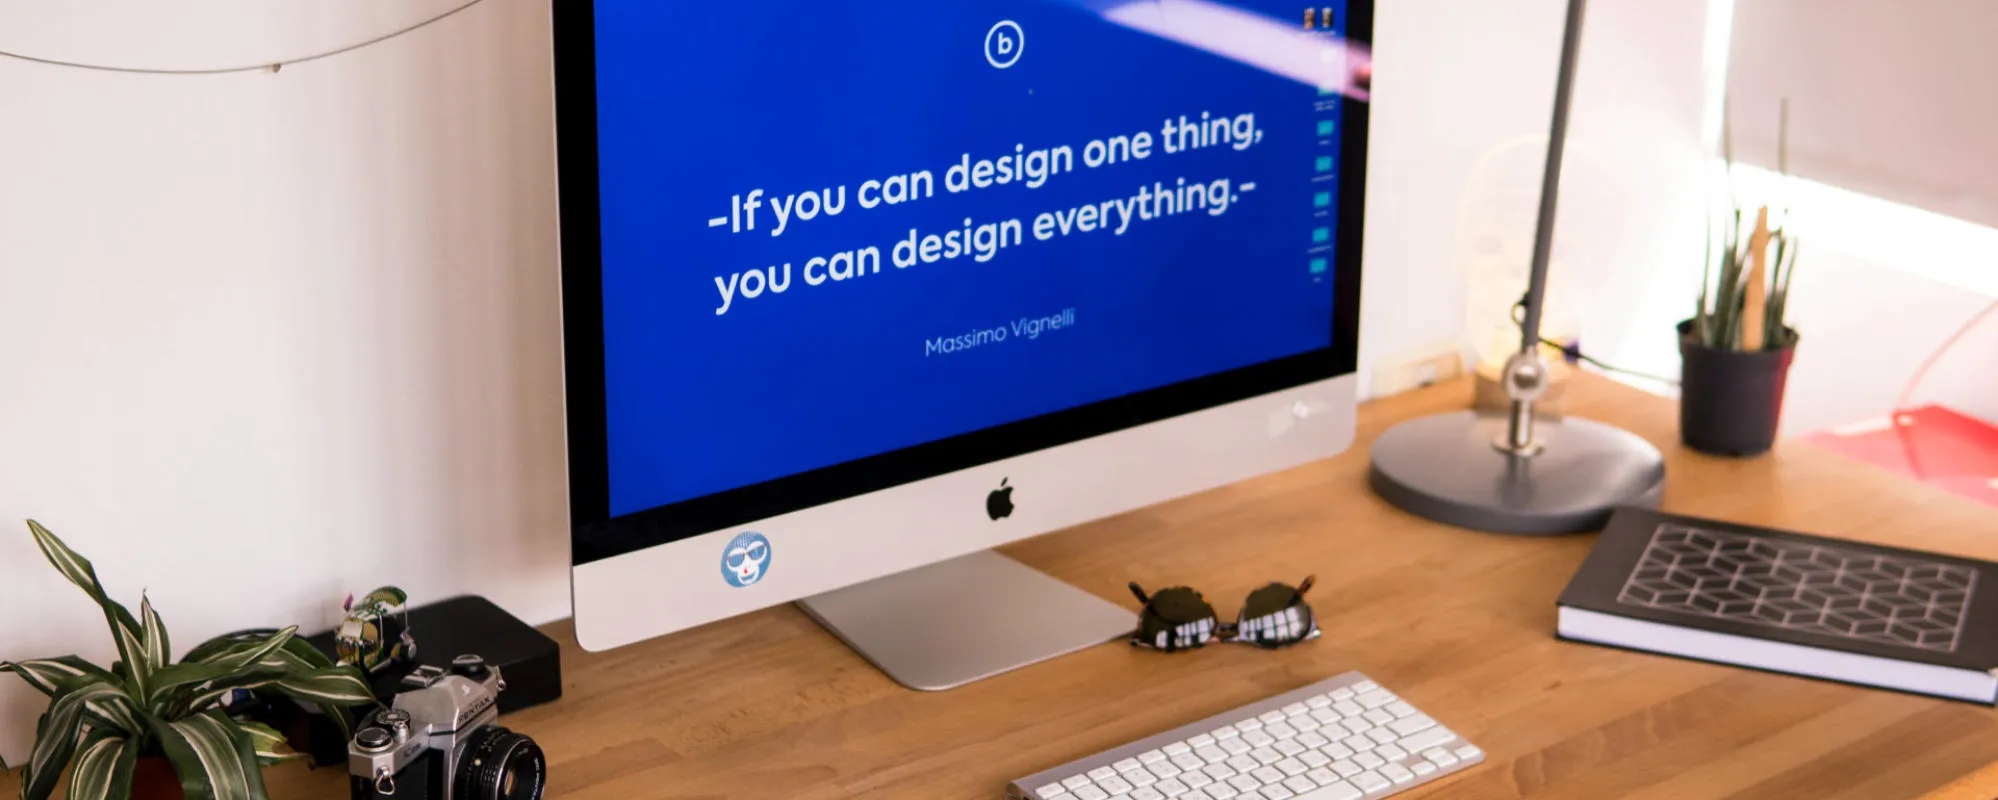 b
-If you can design one thing,
you can design everything.-
Massimo Vignelli
PENTAX